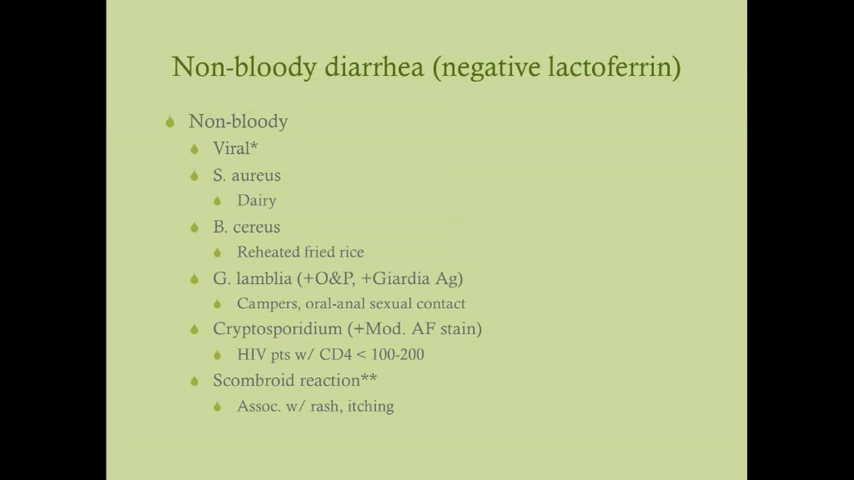 Non-bloody diarrhea (negative lactoferrin)
Non-bloody
Viral*
S. aureus
Dairy
B. cereus
Reheated fried rice
G. lamblia (+O&P, +Giardia Ag)
Campers, oral-anal sexual contact
Cryptosporidium (+Mod. AF stain)
HIV pts w/ CD4 < 100-200
Scombroid reaction**
Assoc. w/ rash, itching